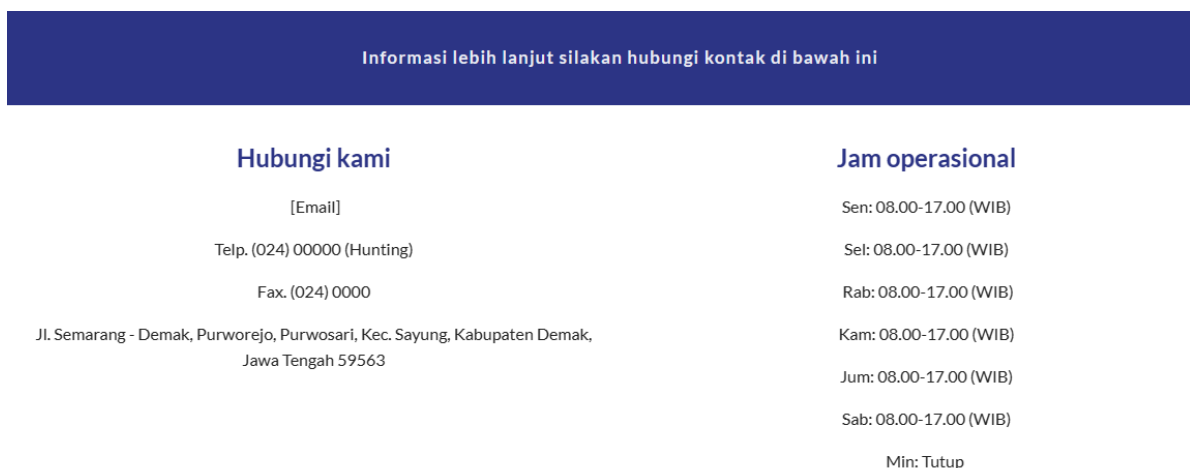 Informasi lebih lanjut silakan hubungi kontak di bawah ini
Hubungi kami
[Email]
Telp. (024) 00000 (Hunting)
Fax. (024) 0000
Jl. Semarang - Demak, Purworejo, Purwosari, Kec. Sayung, Kabupaten Demak,
Jawa Tengah 59563
Jam operasional
Sen: 08.00-17.00 (WIB)
Sel: 08.00-17.00 (WIB)
Rab: 08.00-17.00 (WIB)
Kam: 08.00-17.00 (WIB)
Jum: 08.00-17.00 (WIB)
Sab: 08.00-17.00 (WIB)
Min: Tutup